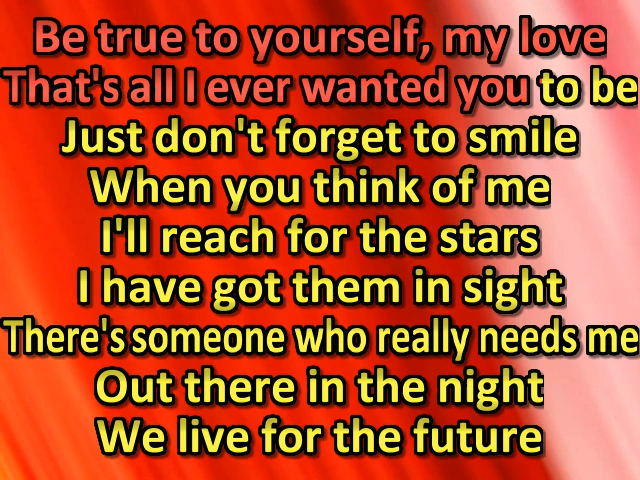 Be true to yourself, my love
That's all I ever wanted you to be
Just don't forget to smile
When you think of me
I'll reach for the stars
I have got them in sight
There's someone who really needs me
Out there in the night
We live for the future